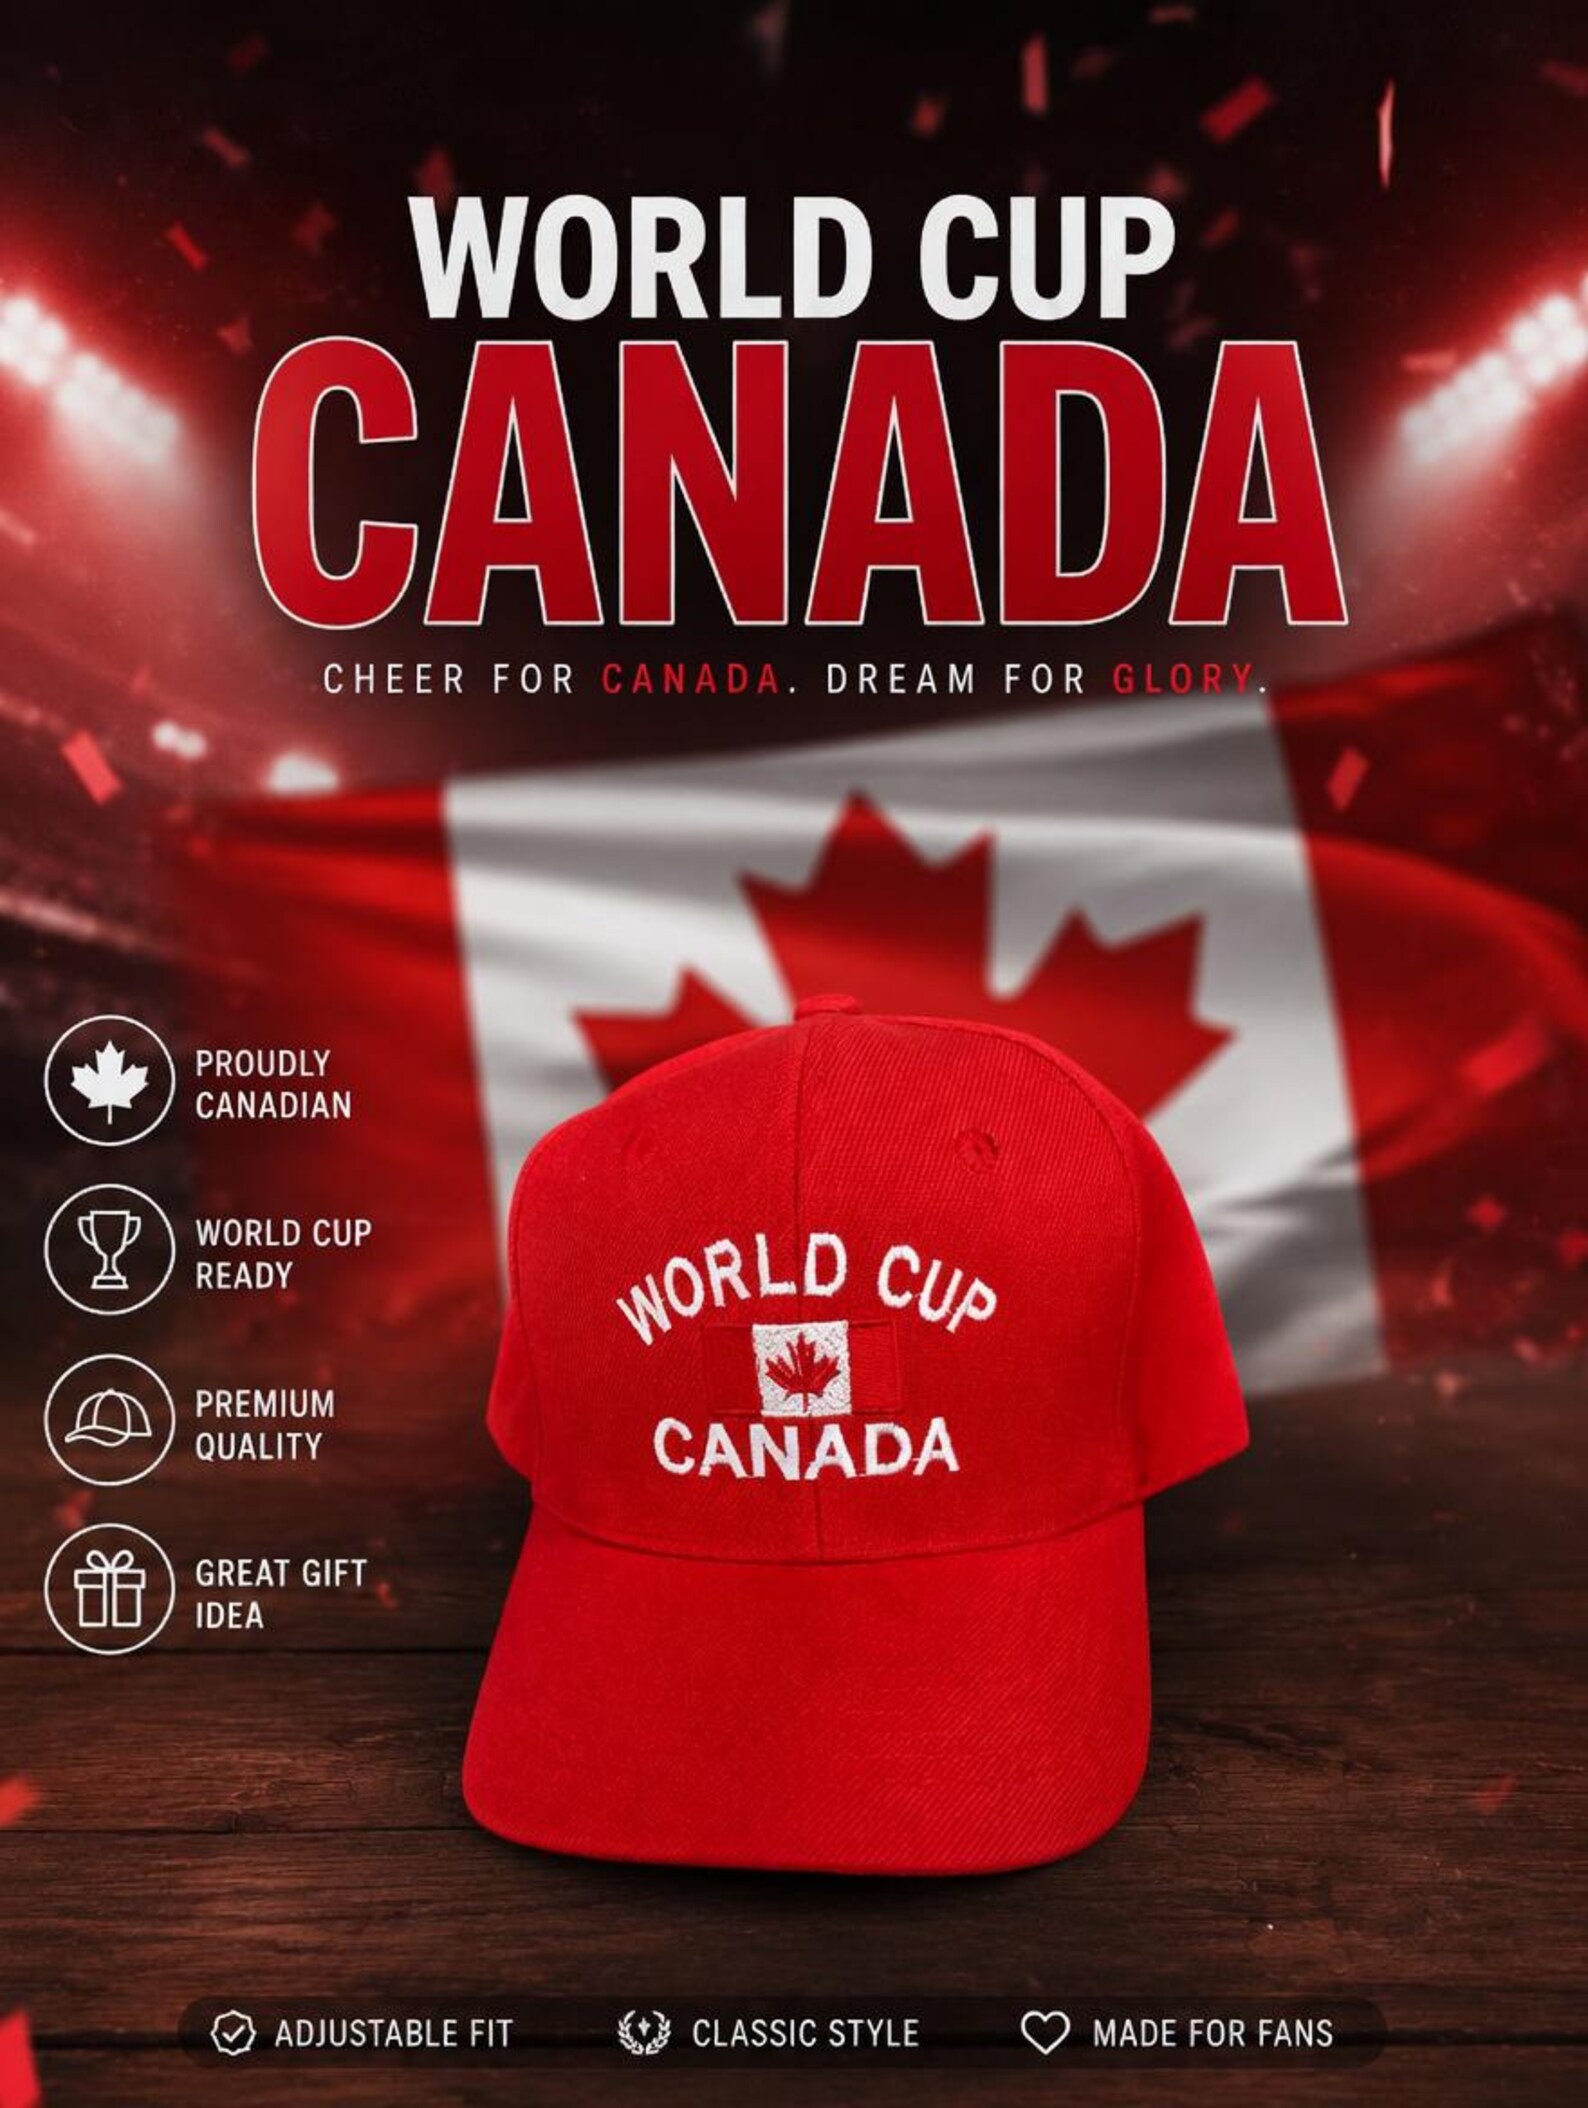 WORLD CUP
CANADA
CHEER FOR CANADA. DREAM FOR GLORY.
PROUDLY
CANADIAN
WORLD CUP
READY
PREMIUM
QUALITY
GREAT GIFT
IDEA
WORLD CUP
CANADA
ADJUSTABLE FIT
CLASSIC STYLE
MADE FOR FANS